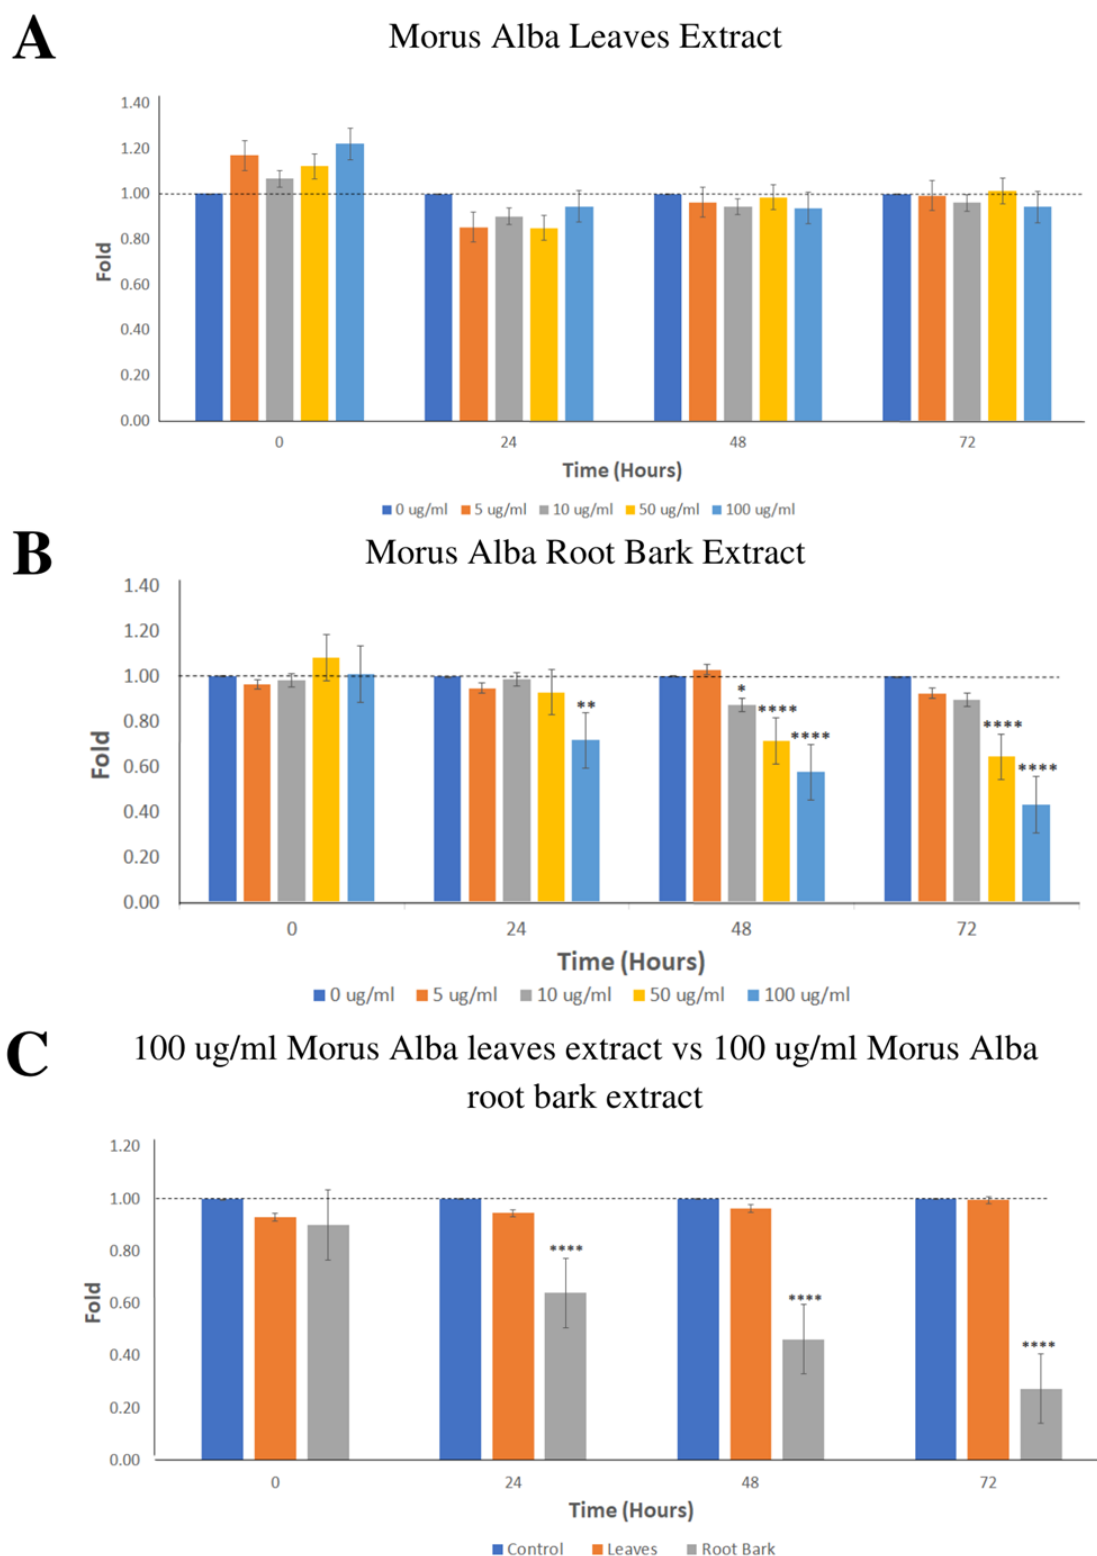 A
Morus Alba Leaves Extract
1.40
1.20
1.00
0.80
0.60
0.40
0.20
0.00
Fold
0 24 48 72
Time (Hours)
0 ug/ml 5 ug/ml 10 ug/ml 50 ug/ml 100 ug/ml
B
Morus Alba Root Bark Extract
1.40
1.20
1.00
0.80
0.60
0.40
0.20
0.00
Fold
**
*
****
****
****
****
0 24 48 72
Time (Hours)
0 ug/ml 5 ug/ml 10 ug/ml 50 ug/ml 100 ug/ml
C
100 ug/ml Morus Alba leaves extract vs 100 ug/ml Morus Alba
root bark extract
1.20
1.00
0.80
0.60
0.40
0.20
0.00
Fold
****
****
****
0 24 48 72
Time (Hours)
Control Leaves Root Bark